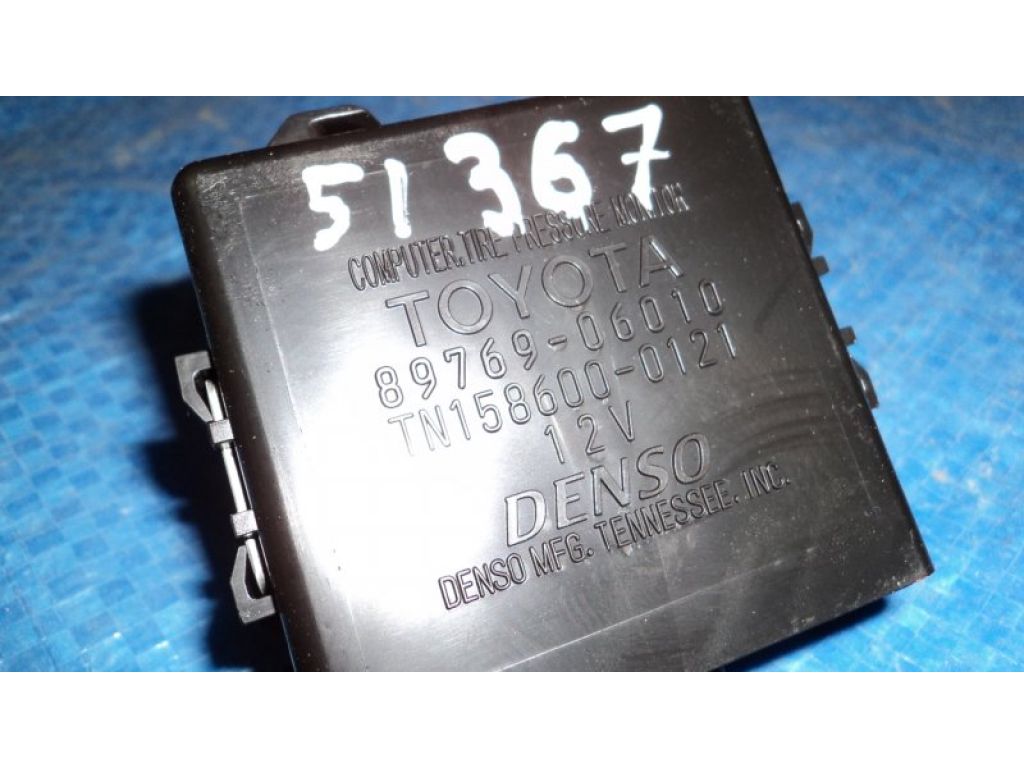 51 367
COMPUTER.TIRE PRESSURE MONITOR
TOYOTA
89769-06010
TN158600-0121
12V
DENSO
DENSO MFG. TENNESSEE. INC.